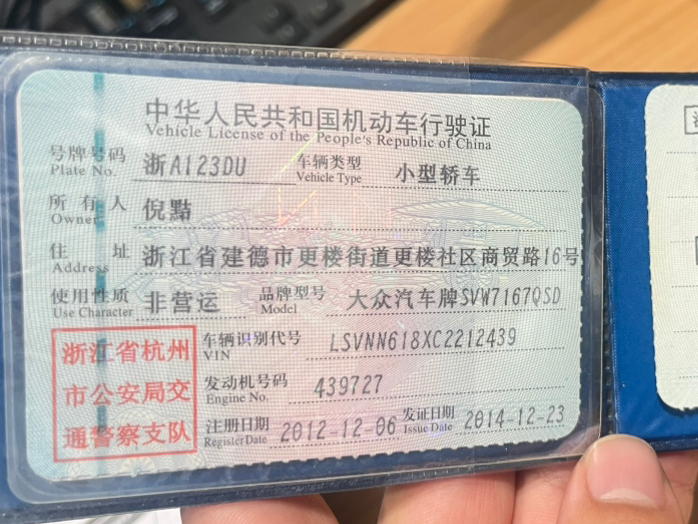 中华人民共和国机动车行驶证
Vehicle License of the People's Republic of China
号牌号码 浙A123DU 车辆类型 小型轿车
Plate No. Vehicle Type
所有人 倪黠
Owner
住址 浙江省建德市更楼街道更楼社区商贸路16号
Address
使用性质 非营运 品牌型号 大众汽车牌SVW7167QSD
Use Character Model
浙江省杭州
市公安局交
通警察支队
车辆识别代号 LSVNN618XC2212439
VIN
发动机号码 439727
Engine No.
注册日期 2012-12-06 发证日期 2014-12-23
Register Date Issue Date